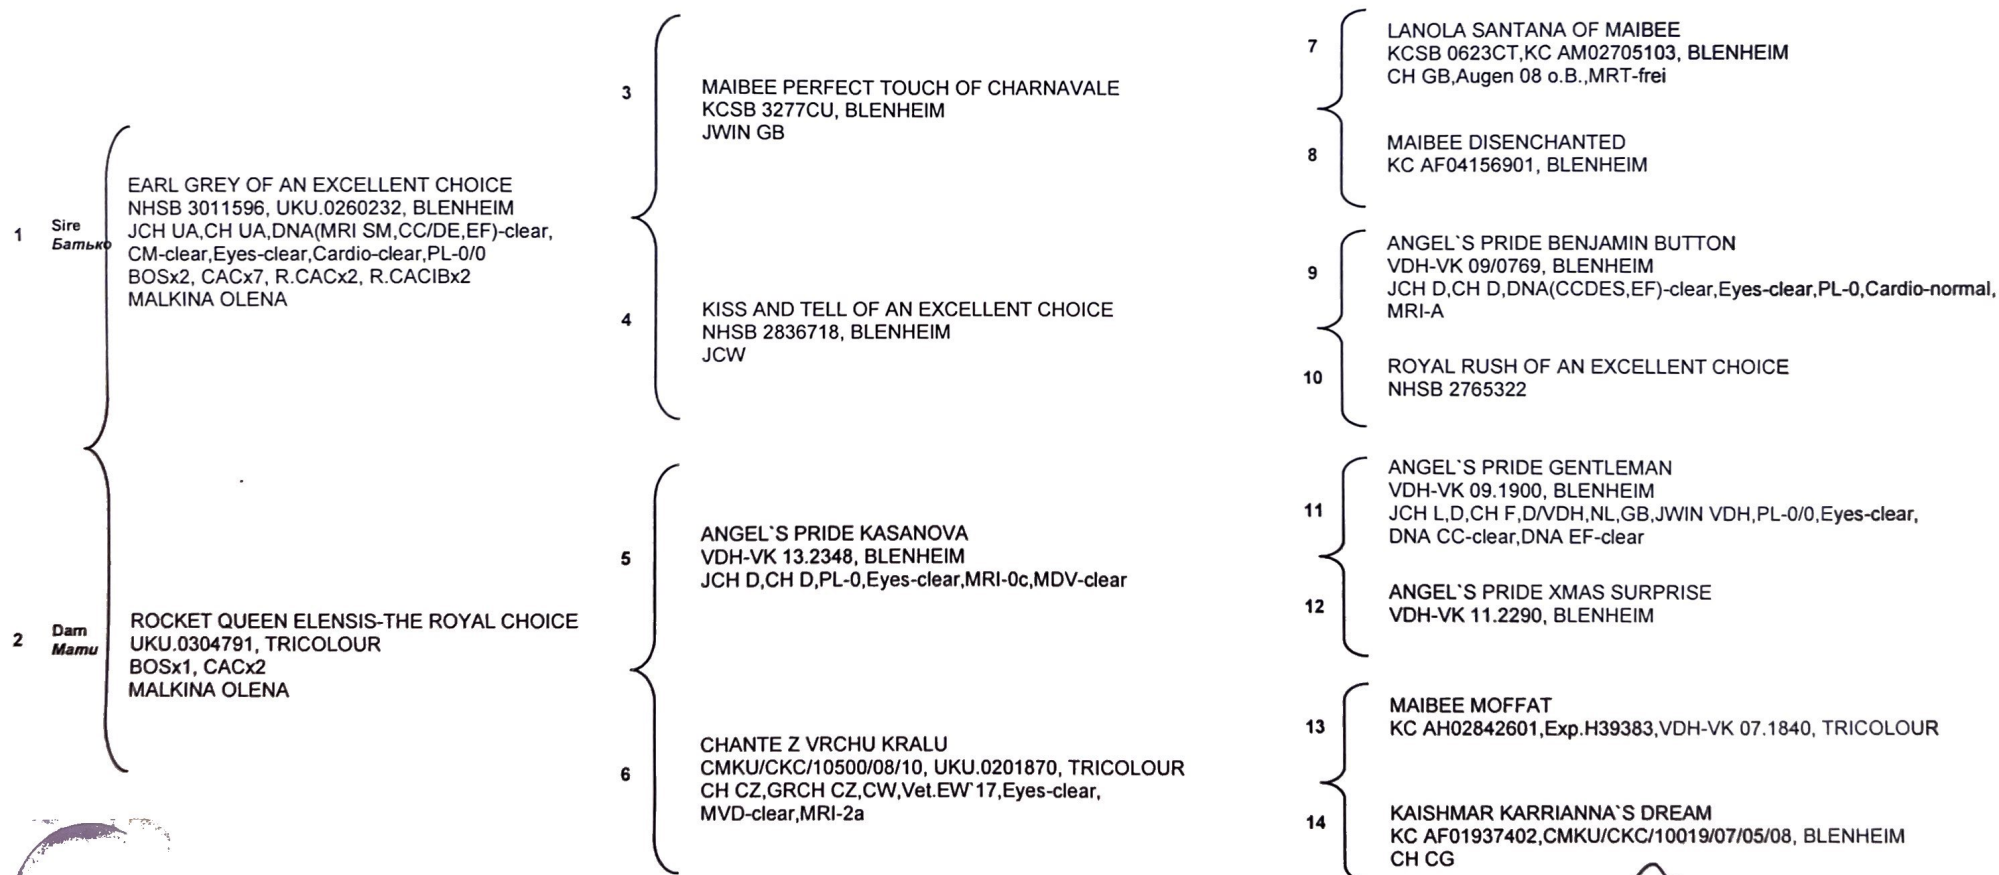 1
Sire
Батько
EARL GREY OF AN EXCELLENT CHOICE
NHSB 3011596, UKU.0260232, BLENHEIM
JCH UA,CH UA,DNA(MRI SM,CC/DE,EF)-clear,
CM-clear,Eyes-clear,Cardio-clear,PL-0/0
BOSx2, CACx7, R.CACx2, R.CACIBx2
MALKINA OLENA
2
Dam
Мати
ROCKET QUEEN ELENSIS-THE ROYAL CHOICE
UKU.0304791, TRICOLOUR
BOSx1, CACx2
MALKINA OLENA
3
MAIBEE PERFECT TOUCH OF CHARNAVALE
KCSB 3277CU, BLENHEIM
JWIN GB
4
KISS AND TELL OF AN EXCELLENT CHOICE
NHSB 2836718, BLENHEIM
JCW
5
ANGEL`S PRIDE KASANOVA
VDH-VK 13.2348, BLENHEIM
JCH D,CH D,PL-0,Eyes-clear,MRI-0c,MDV-clear
6
CHANTE Z VRCHU KRALU
CMKU/CKC/10500/08/10, UKU.0201870, TRICOLOUR
CH CZ,GRCH CZ,CW,Vet.EW`17,Eyes-clear,
MVD-clear,MRI-2a
7
LANOLA SANTANA OF MAIBEE
KCSB 0623CT,KC AM02705103, BLENHEIM
CH GB,Augen 08 o.B.,MRT-frei
8
MAIBEE DISENCHANTED
KC AF04156901, BLENHEIM
9
ANGEL`S PRIDE BENJAMIN BUTTON
VDH-VK 09/0769, BLENHEIM
JCH D,CH D,DNA(CCDES,EF)-clear,Eyes-clear,PL-0,Cardio-normal,
MRI-A
10
ROYAL RUSH OF AN EXCELLENT CHOICE
NHSB 2765322
11
ANGEL`S PRIDE GENTLEMAN
VDH-VK 09.1900, BLENHEIM
JCH L,D,CH F,D/VDH,NL,GB,JWIN VDH,PL-0/0,Eyes-clear,
DNA CC-clear,DNA EF-clear
12
ANGEL`S PRIDE XMAS SURPRISE
VDH-VK 11.2290, BLENHEIM
13
MAIBEE MOFFAT
KC AH02842601,Exp.H39383,VDH-VK 07.1840, TRICOLOUR
14
KAISHMAR KARRIANNA`S DREAM
KC AF01937402,CMKU/CKC/10019/07/05/08, BLENHEIM
CH CG